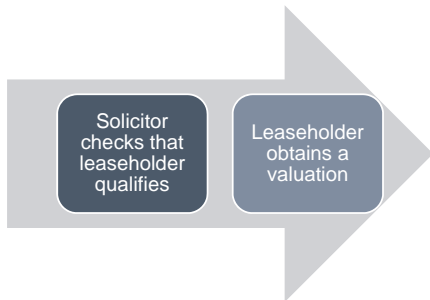 Solicitor
checks that
leaseholder
qualifies
Leaseholder
obtains a
valuation